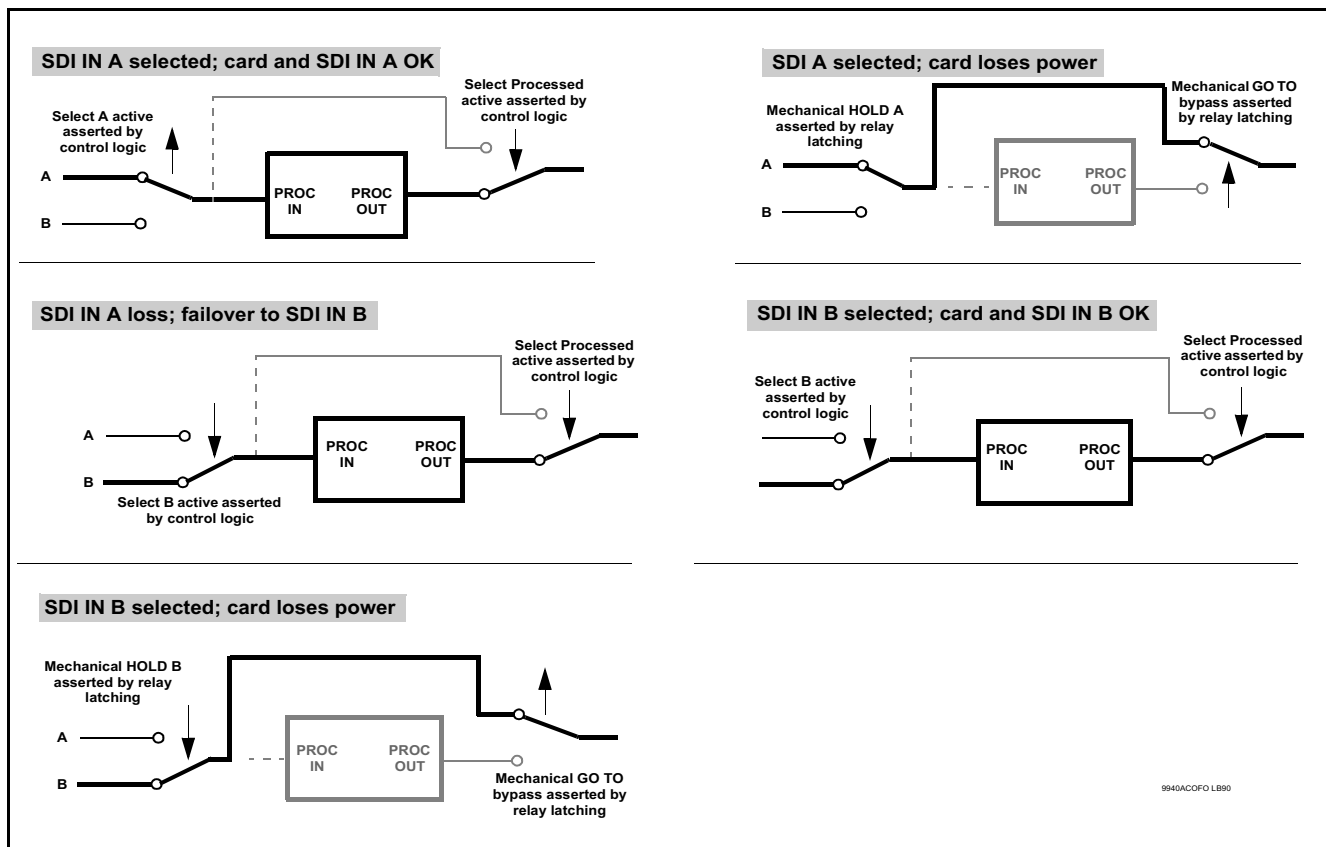 SDI IN A selected; card and SDI IN A OK
Select A active
asserted by
control logic
Select Processed
active asserted by
control logic
A
B
PROC
IN
PROC
OUT
SDI A selected; card loses power
Mechanical HOLD A
asserted by relay
latching
Mechanical GO TO
bypass asserted
by relay latching
A
B
PROC
IN
PROC
OUT
SDI IN A loss; failover to SDI IN B
Select Processed
active asserted by
control logic
A
B
PROC
IN
PROC
OUT
Select B active asserted
by control logic
SDI IN B selected; card and SDI IN B OK
Select B active
asserted by
control logic
Select Processed
active asserted by
control logic
PROC
IN
PROC
OUT
SDI IN B selected; card loses power
Mechanical HOLD B
asserted by relay
latching
A
B
PROC
IN
PROC
OUT
Mechanical GO TO
bypass asserted by
relay latching
9940ACOFO LB90